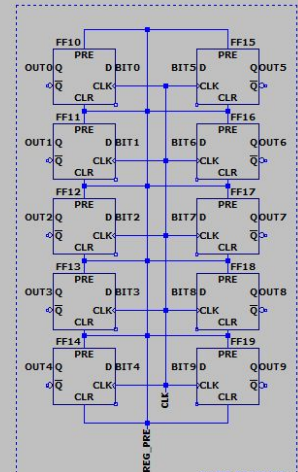 FF10 FF15
PRE PRE
OUT0 Q D BIT0 BIT5 D Q OUT5
Q CLK CLK Q
CLR CLR
FF11 FF16
PRE PRE
OUT1 Q D BIT1 BIT6 D Q OUT6
Q CLK CLK Q
CLR CLR
FF12 FF17
PRE PRE
OUT2 Q D BIT2 BIT7 D Q OUT7
Q CLK CLK Q
CLR CLR
FF13 FF18
PRE PRE
OUT3 Q D BIT3 BIT8 D Q OUT8
Q CLK CLK Q
CLR CLR
FF14 FF19
PRE PRE
OUT4 Q D BIT4 BIT9 D Q OUT9
Q CLK CLK Q
CLR CLR
CLK
REG_PRE